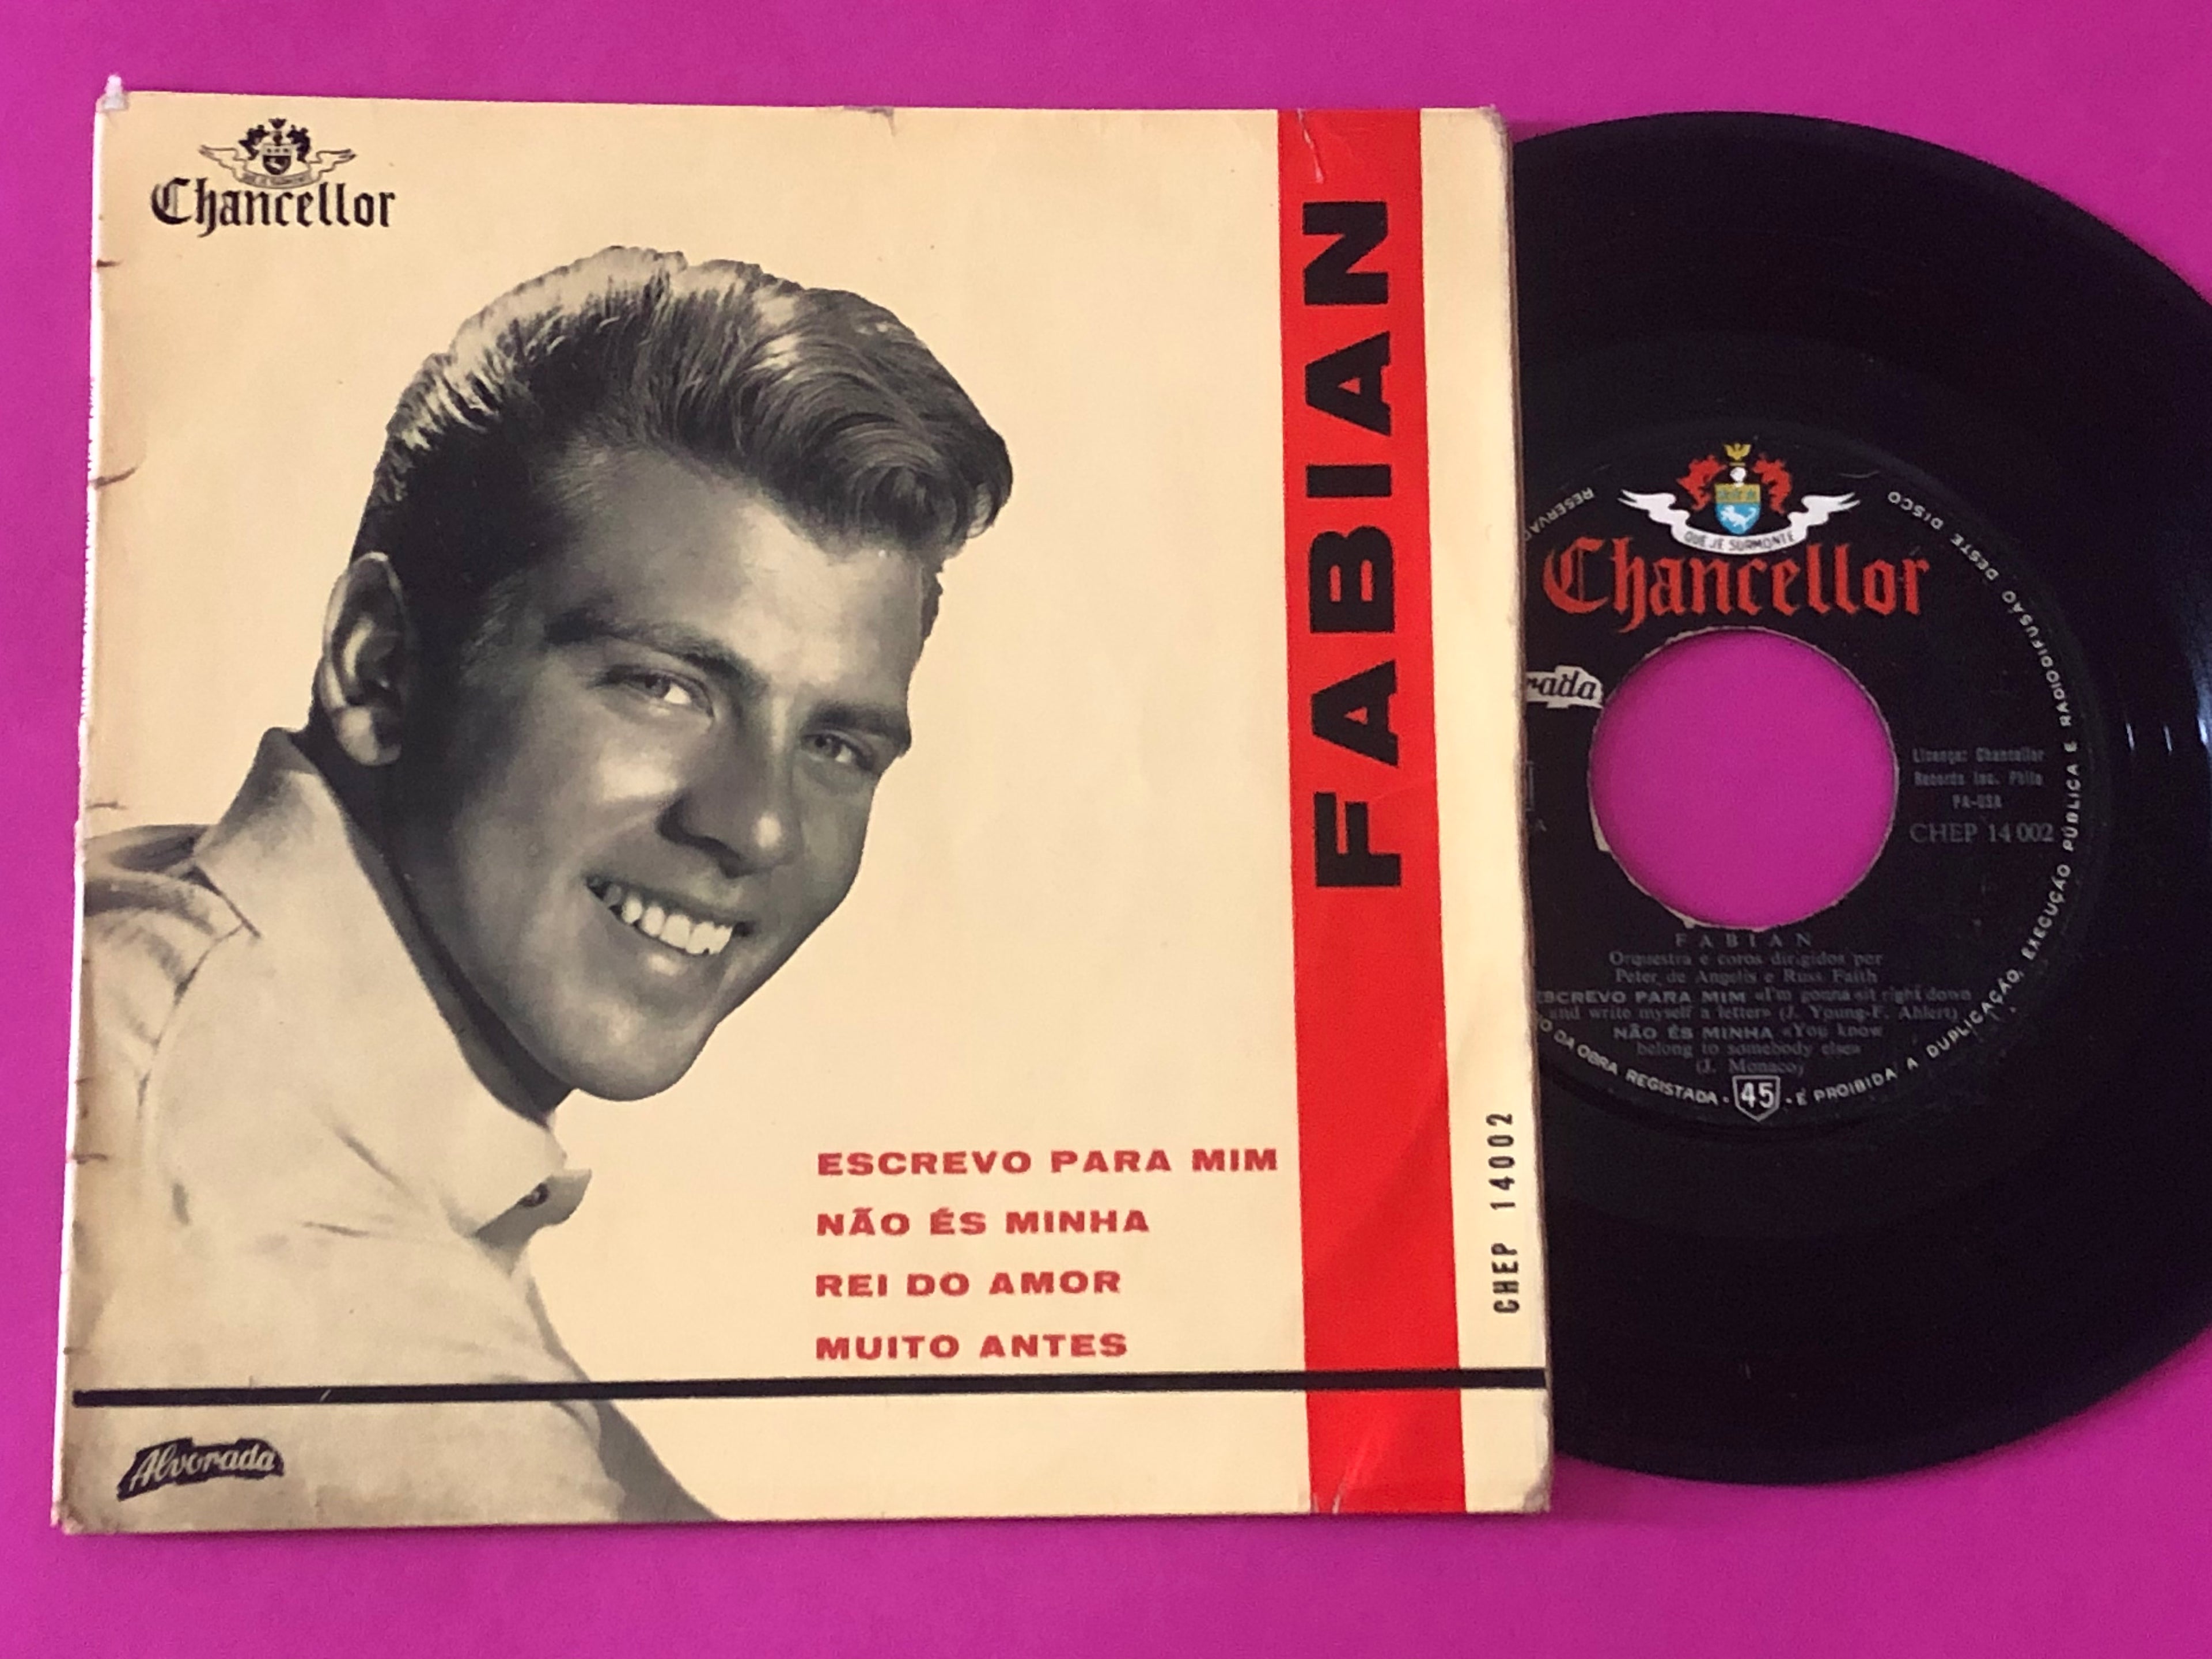 Chancellor
FABIAN
ESCREVO PARA MIM
NÃO ÉS MINHA
REI DO AMOR
MUITO ANTES
CHEP 14002
Alvorada
QUE JE SURMONTE
Chancellor
rada
Licença: Chancellor
Records Inc. Phila
PA-USA
CHEP 14 002
FABIAN
Orquestra e coros dirigidos por
Peter de Angelis e Russ Faith
ESCREVO PARA MIM «I'm gonna sit right down
and write myself a letter» (J. Young-F. Ahlert)
NÃO ÉS MINHA «You know
belong to somebody else»
(J. Monaco)
45
O DA OBRA REGISTADA - É PROIBIDA A DUPLICAÇÃO, EXECUÇÃO PÚBLICA E RADIODIFUSÃO DESTE DISCO
RESERVAD